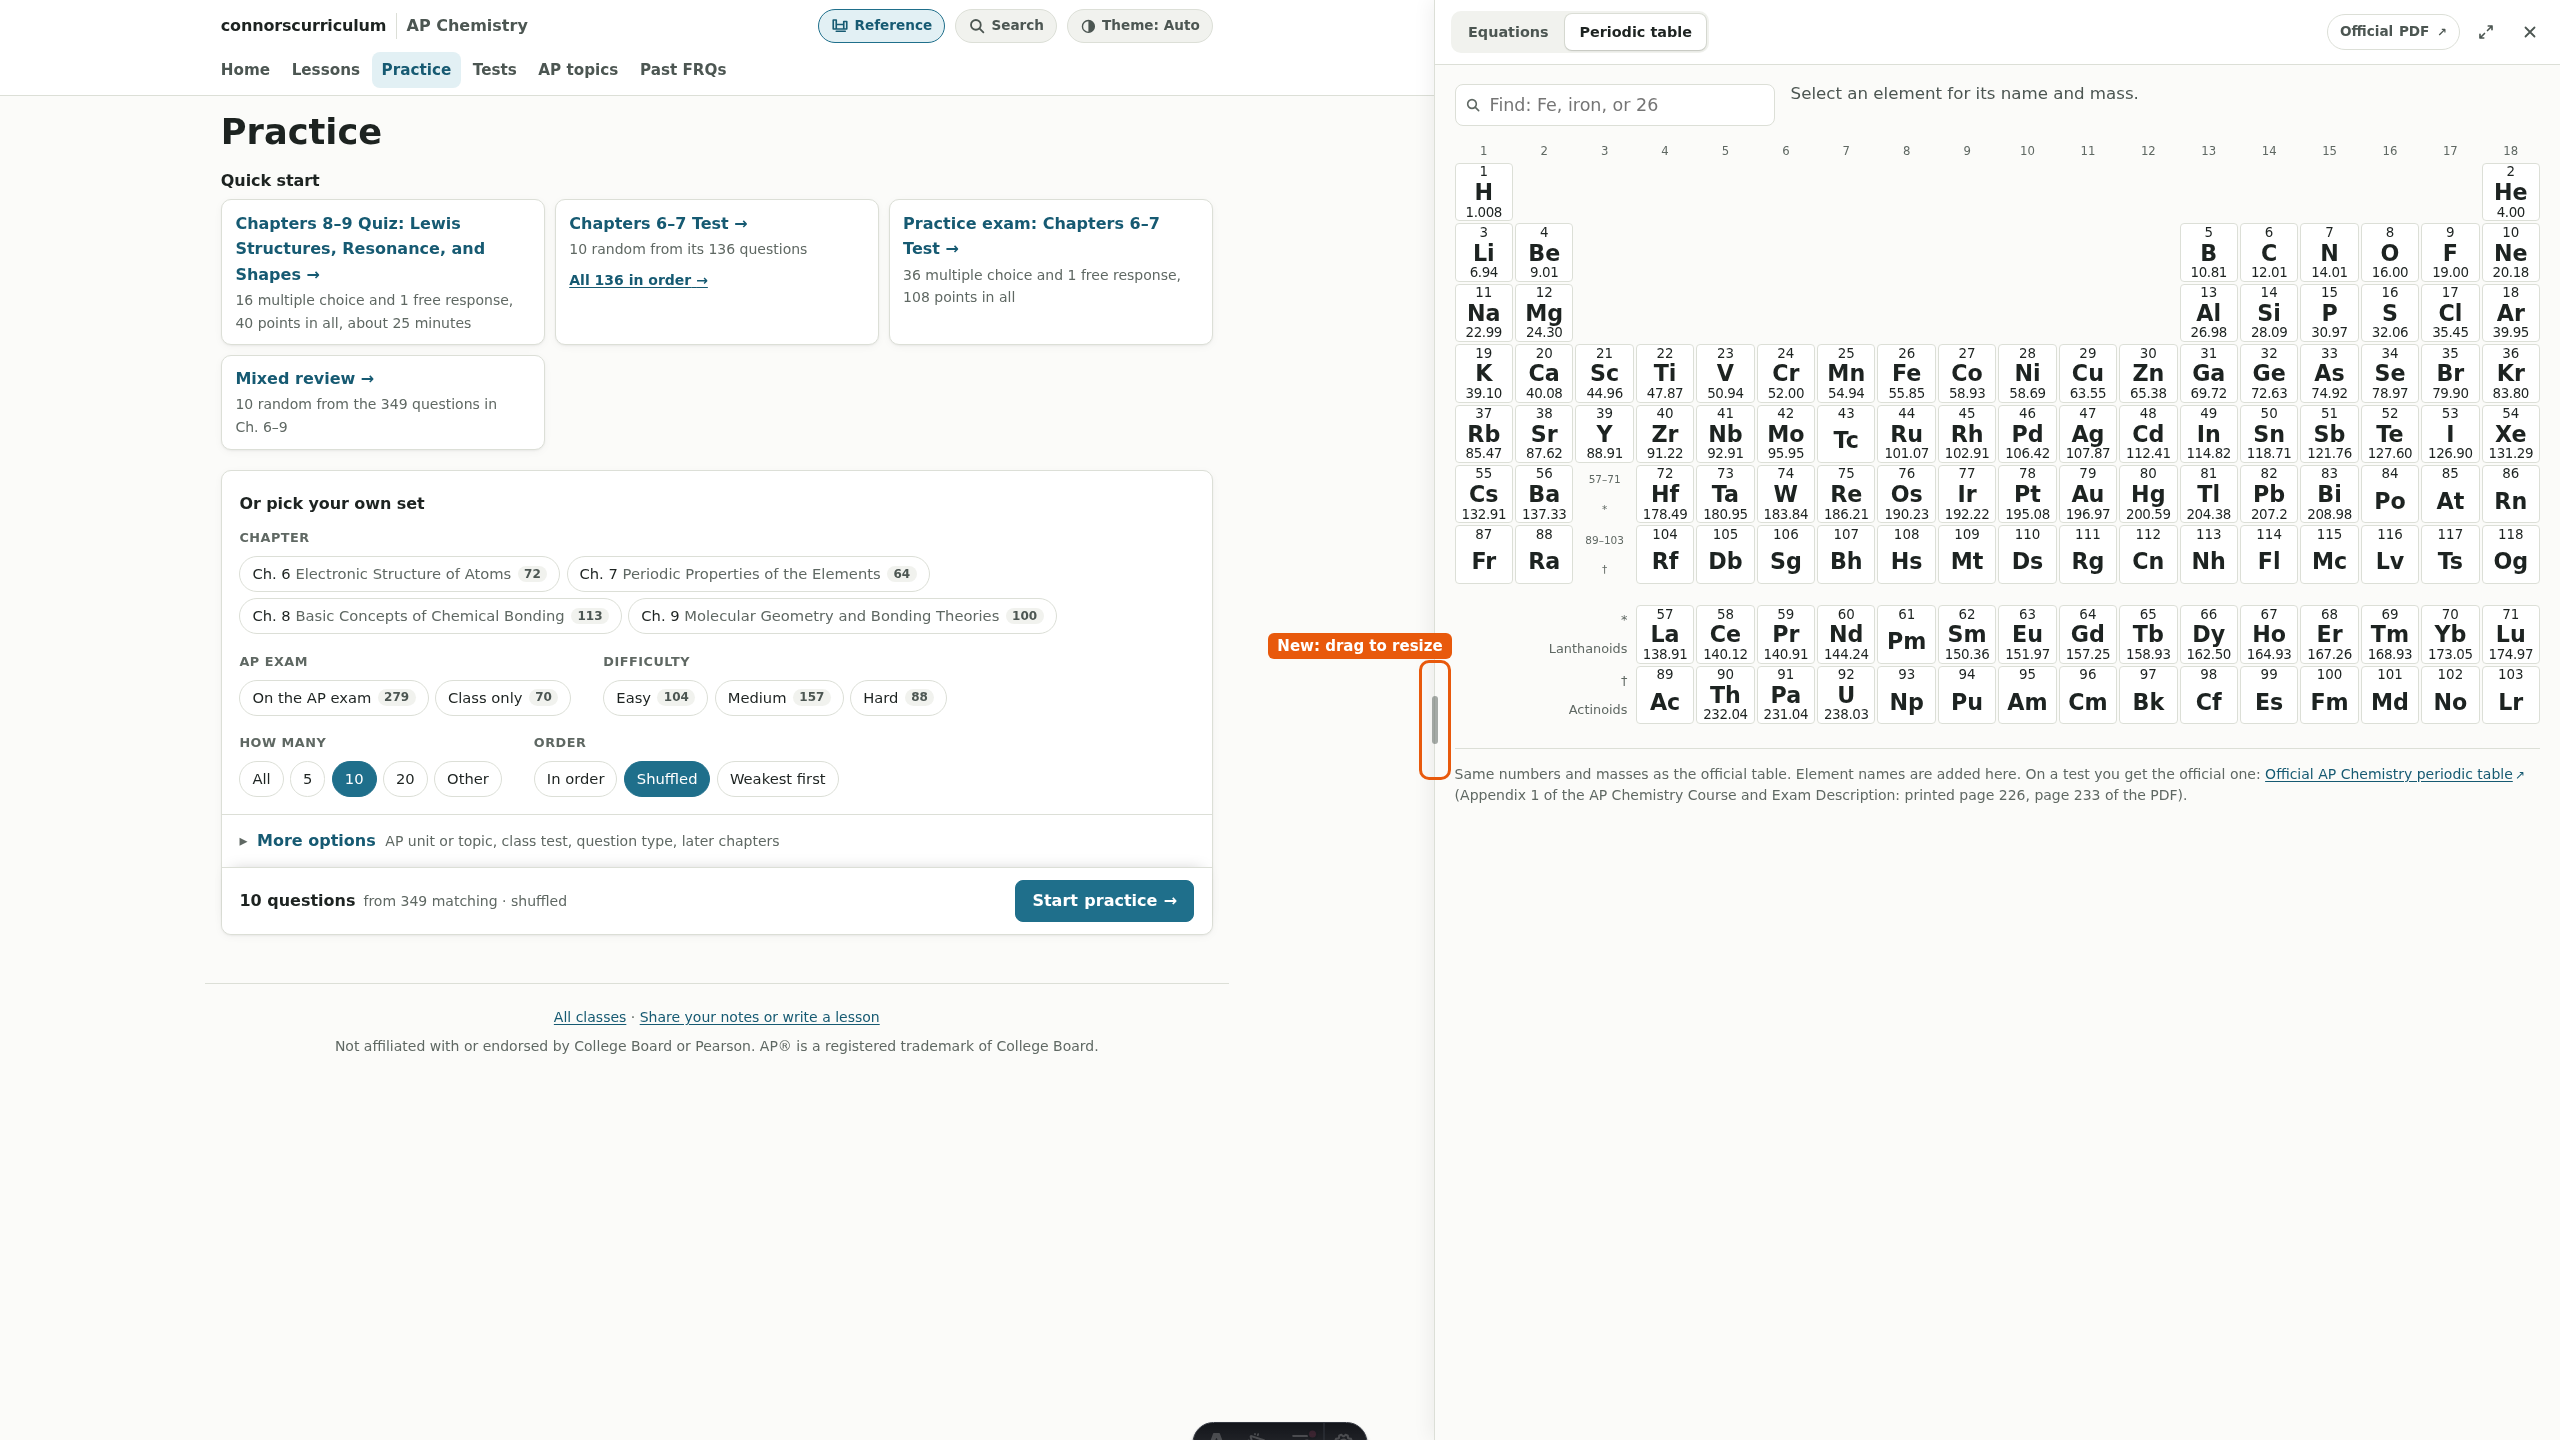 connorscurriculum AP Chemistry
Reference Search Theme: Auto
Home Lessons Practice Tests AP topics Past FRQs
Practice
Quick start
Chapters 8–9 Quiz: Lewis
Structures, Resonance, and
Shapes →
16 multiple choice and 1 free response,
40 points in all, about 25 minutes
Chapters 6–7 Test →
10 random from its 136 questions
All 136 in order →
Practice exam: Chapters 6–7
Test →
36 multiple choice and 1 free response,
108 points in all
Mixed review →
10 random from the 349 questions in
Ch. 6–9
Or pick your own set
CHAPTER
Ch. 6 Electronic Structure of Atoms 72
Ch. 7 Periodic Properties of the Elements 64
Ch. 8 Basic Concepts of Chemical Bonding 113
Ch. 9 Molecular Geometry and Bonding Theories 100
AP EXAM
On the AP exam 279 Class only 70
DIFFICULTY
Easy 104 Medium 157 Hard 88
HOW MANY
All 5 10 20 Other
ORDER
In order Shuffled Weakest first
▸ More options AP unit or topic, class test, question type, later chapters
10 questions from 349 matching · shuffled
Start practice →
All classes · Share your notes or write a lesson
Not affiliated with or endorsed by College Board or Pearson. AP® is a registered trademark of College Board.
New: drag to resize
Equations Periodic table
Official PDF ↗
Find: Fe, iron, or 26
Select an element for its name and mass.
1 2 3 4 5 6 7 8 9 10 11 12 13 14 15 16 17 18
1 2
H He
1.008 4.00
3 4 5 6 7 8 9 10
Li Be B C N O F Ne
6.94 9.01 10.81 12.01 14.01 16.00 19.00 20.18
11 12 13 14 15 16 17 18
Na Mg Al Si P S Cl Ar
22.99 24.30 26.98 28.09 30.97 32.06 35.45 39.95
19 20 21 22 23 24 25 26 27 28 29 30 31 32 33 34 35 36
K Ca Sc Ti V Cr Mn Fe Co Ni Cu Zn Ga Ge As Se Br Kr
39.10 40.08 44.96 47.87 50.94 52.00 54.94 55.85 58.93 58.69 63.55 65.38 69.72 72.63 74.92 78.97 79.90 83.80
37 38 39 40 41 42 43 44 45 46 47 48 49 50 51 52 53 54
Rb Sr Y Zr Nb Mo Tc Ru Rh Pd Ag Cd In Sn Sb Te I Xe
85.47 87.62 88.91 91.22 92.91 95.95 101.07 102.91 106.42 107.87 112.41 114.82 118.71 121.76 127.60 126.90 131.29
55 56 57–71 72 73 74 75 76 77 78 79 80 81 82 83 84 85 86
Cs Ba * Hf Ta W Re Os Ir Pt Au Hg Tl Pb Bi Po At Rn
132.91 137.33 178.49 180.95 183.84 186.21 190.23 192.22 195.08 196.97 200.59 204.38 207.2 208.98
87 88 89–103 104 105 106 107 108 109 110 111 112 113 114 115 116 117 118
Fr Ra † Rf Db Sg Bh Hs Mt Ds Rg Cn Nh Fl Mc Lv Ts Og
* 57 58 59 60 61 62 63 64 65 66 67 68 69 70 71
La Ce Pr Nd Pm Sm Eu Gd Tb Dy Ho Er Tm Yb Lu
Lanthanoids 138.91 140.12 140.91 144.24 150.36 151.97 157.25 158.93 162.50 164.93 167.26 168.93 173.05 174.97
† 89 90 91 92 93 94 95 96 97 98 99 100 101 102 103
Ac Th Pa U Np Pu Am Cm Bk Cf Es Fm Md No Lr
Actinoids 232.04 231.04 238.03
Same numbers and masses as the official table. Element names are added here. On a test you get the official one: Official AP Chemistry periodic table ↗
(Appendix 1 of the AP Chemistry Course and Exam Description: printed page 226, page 233 of the PDF).